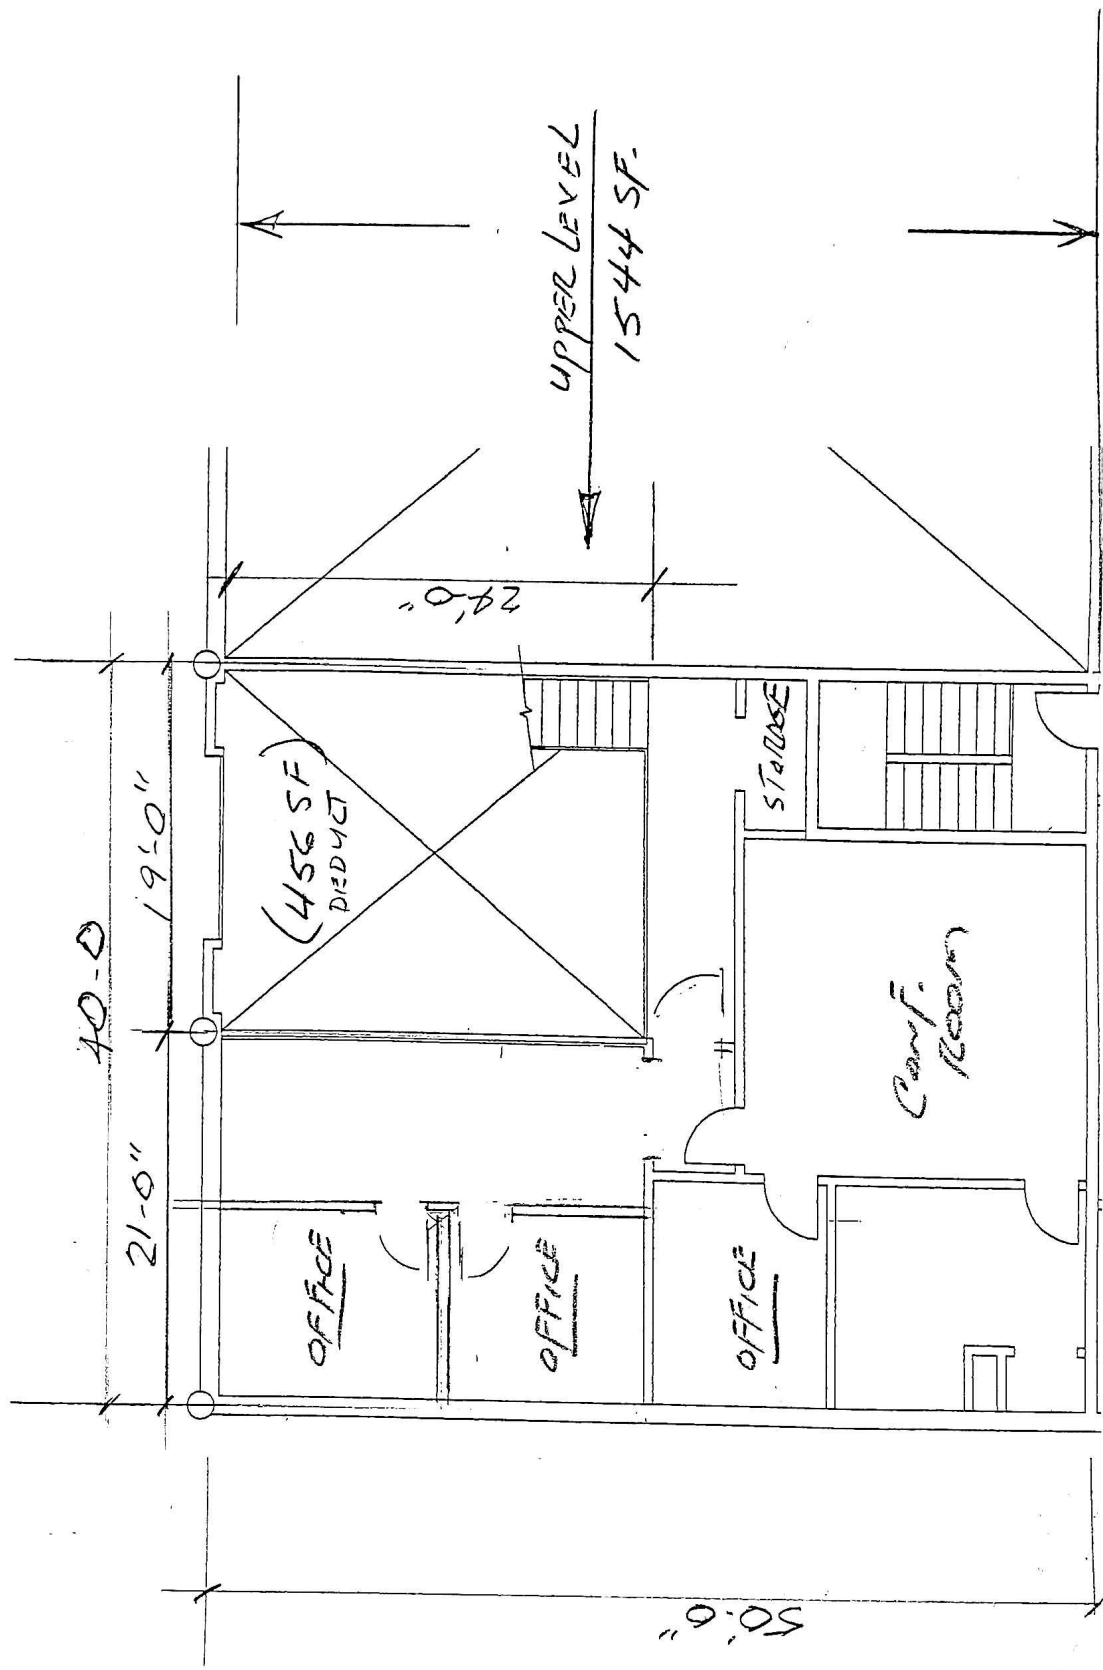 40-0
21-0"
19'-0"
(456 SF)
DEDUCT
24'-0"
UPPER LEVEL
1544 SF.
OFFICE
OFFICE
OFFICE
STORAGE
CONF.
ROOM
50'-0"